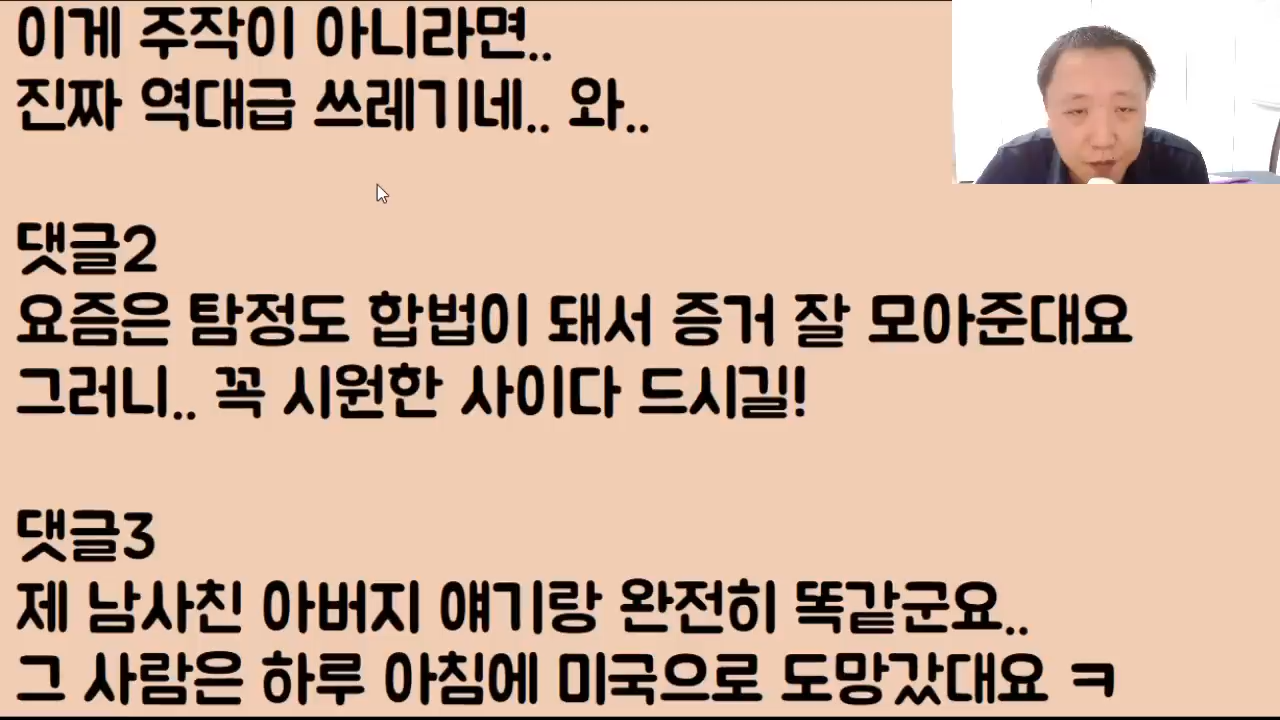 이게 주작이 아니라면..
진짜 역대급 쓰레기네.. 와..
댓글2
요즘은 탐정도 합법이 돼서 증거 잘 모아준대요
그러니.. 꼭 시원한 사이다 드시길!
댓글3
제 남사친 아버지 얘기랑 완전히 똑같군요..
그 사람은 하루 아침에 미국으로 도망갔대요 ㅋ